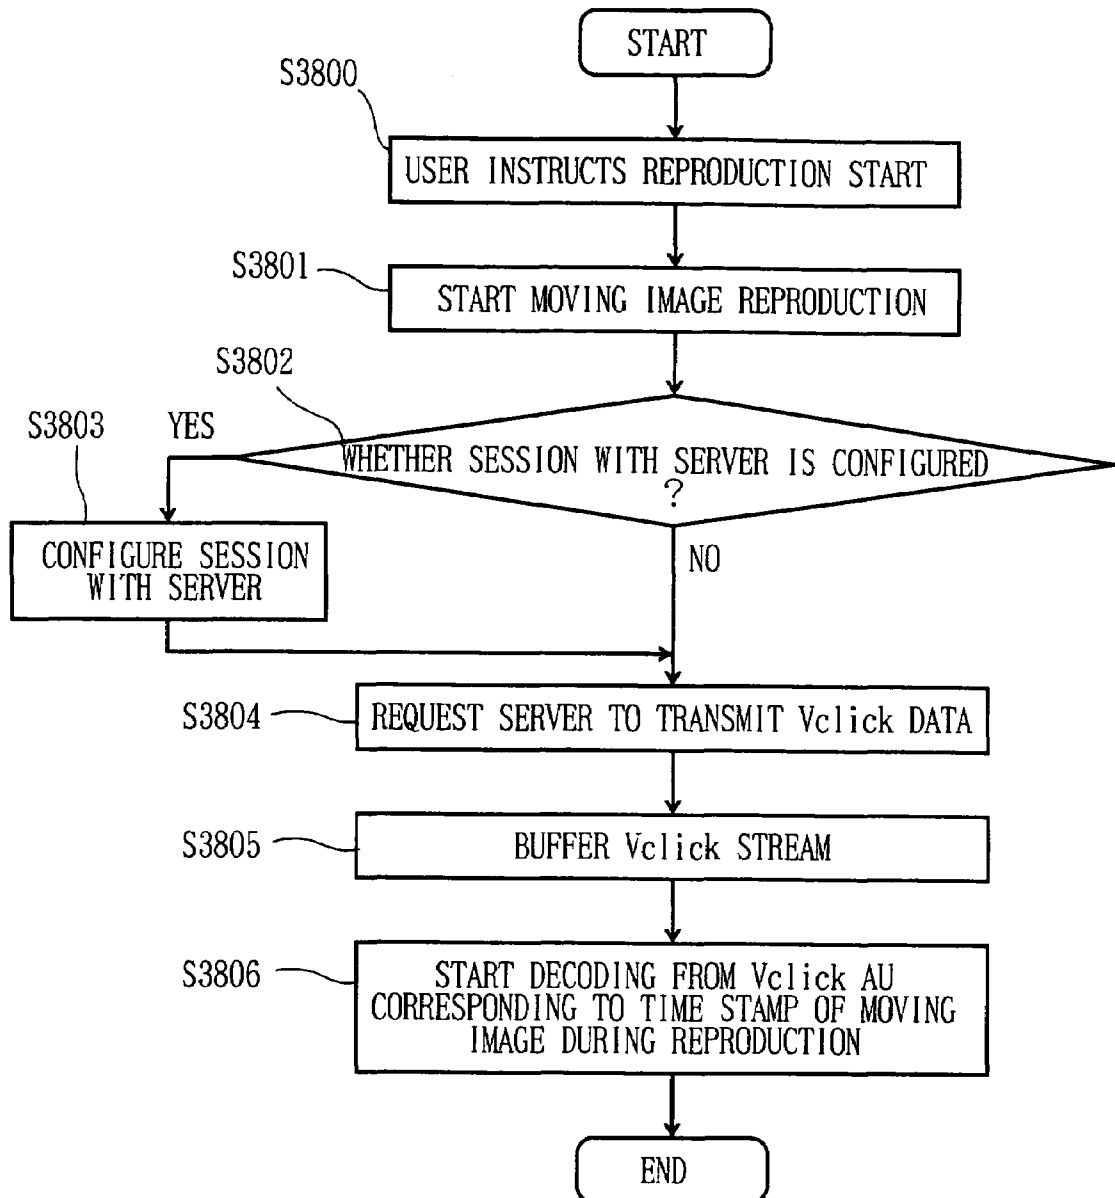 START
S3800
USER INSTRUCTS REPRODUCTION START
S3801
START MOVING IMAGE REPRODUCTION
S3802
S3803
YES
WHETHER SESSION WITH SERVER IS CONFIGURED
?
CONFIGURE SESSION
WITH SERVER
NO
S3804
REQUEST SERVER TO TRANSMIT Vclick DATA
S3805
BUFFER Vclick STREAM
S3806
START DECODING FROM Vclick AU
CORRESPONDING TO TIME STAMP OF MOVING
IMAGE DURING REPRODUCTION
END